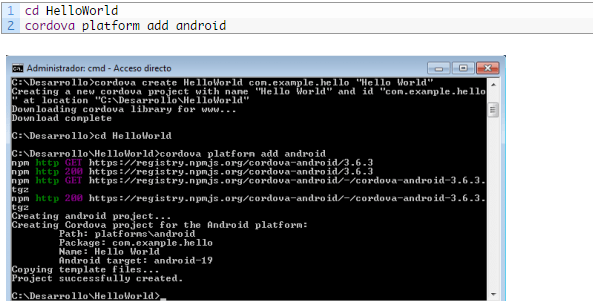 1 cd HelloWorld
2 cordova platform add android
Administrador: cmd - Acceso directo
C:\Desarrollo>cordova create HelloWorld com.example.hello "Hello World"
Creating a new cordova project with name "Hello World" and id "com.example.hello
" at location "C:\Desarrollo\HelloWorld"
Downloading cordova library for www...
Download complete
C:\Desarrollo>cd HelloWorld
C:\Desarrollo\HelloWorld>cordova platform add android
npm http GET https://registry.npmjs.org/cordova-android/3.6.3
npm http 200 https://registry.npmjs.org/cordova-android/3.6.3
npm http GET https://registry.npmjs.org/cordova-android/-/cordova-android-3.6.3.
tgz
npm http 200 https://registry.npmjs.org/cordova-android/-/cordova-android-3.6.3.
tgz
Creating android project...
Creating Cordova project for the Android platform:
Path: platforms\android
Package: com.example.hello
Name: Hello World
Android target: android-19
Copying template files...
Project successfully created.
C:\Desarrollo\HelloWorld>_